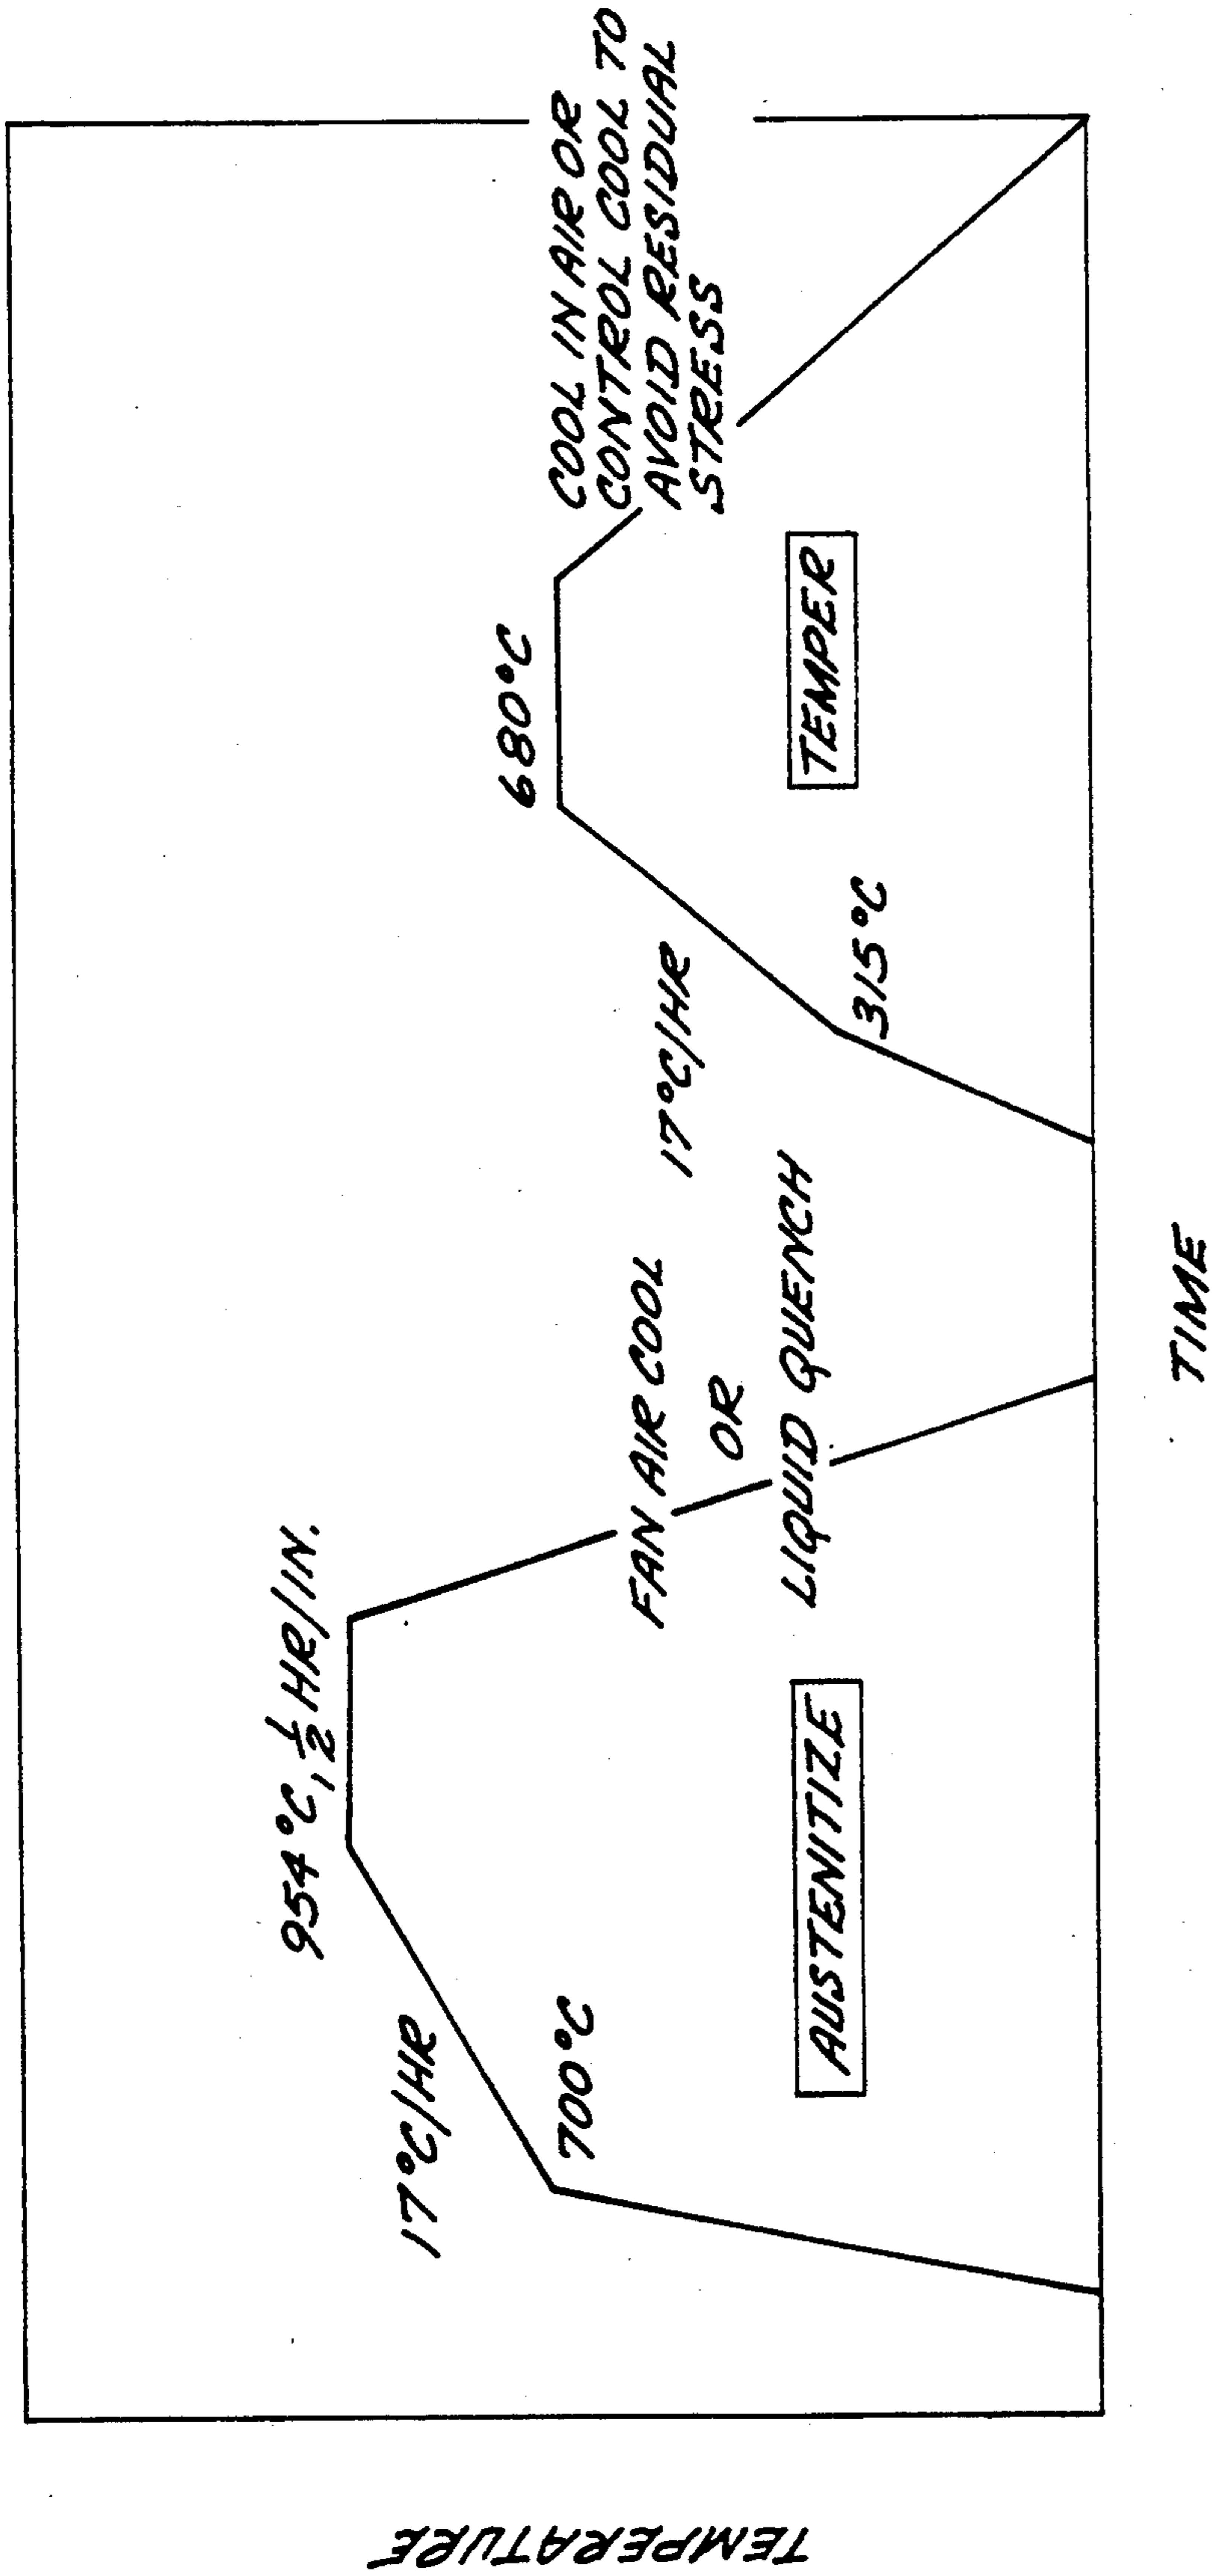 TEMPERATURE
954°C, 1/2 HR/IN.
17°C/HR
700°C
AUSTENITIZE
FAN AIR COOL
OR
LIQUID QUENCH
17°C/HR
315°C
680°C
TEMPER
COOL IN AIR OR
CONTROL COOL TO
AVOID RESIDUAL
STRESS
TIME